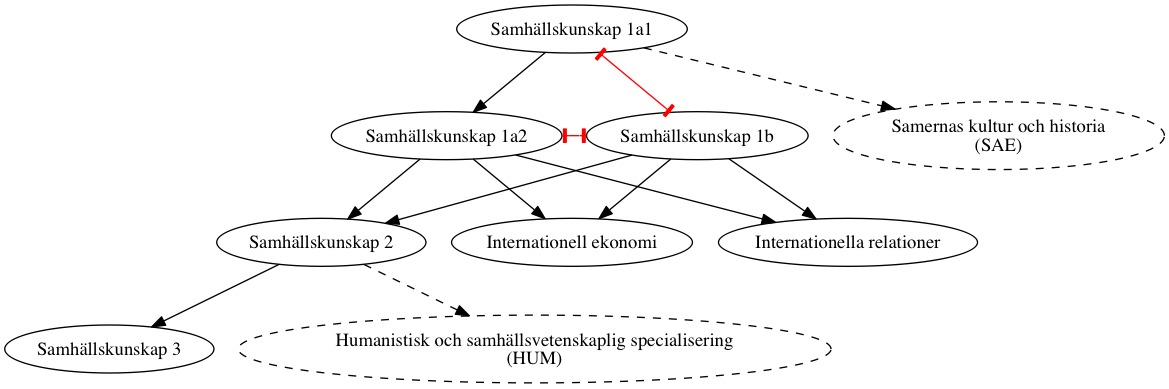 Samhällskunskap 1a1
Samernas kultur och historia
(SAE)
Samhällskunskap 1a2
Samhällskunskap 1b
Samhällskunskap 2
Internationell ekonomi
Internationella relationer
Samhällskunskap 3
Humanistisk och samhällsvetenskaplig specialisering
(HUM)